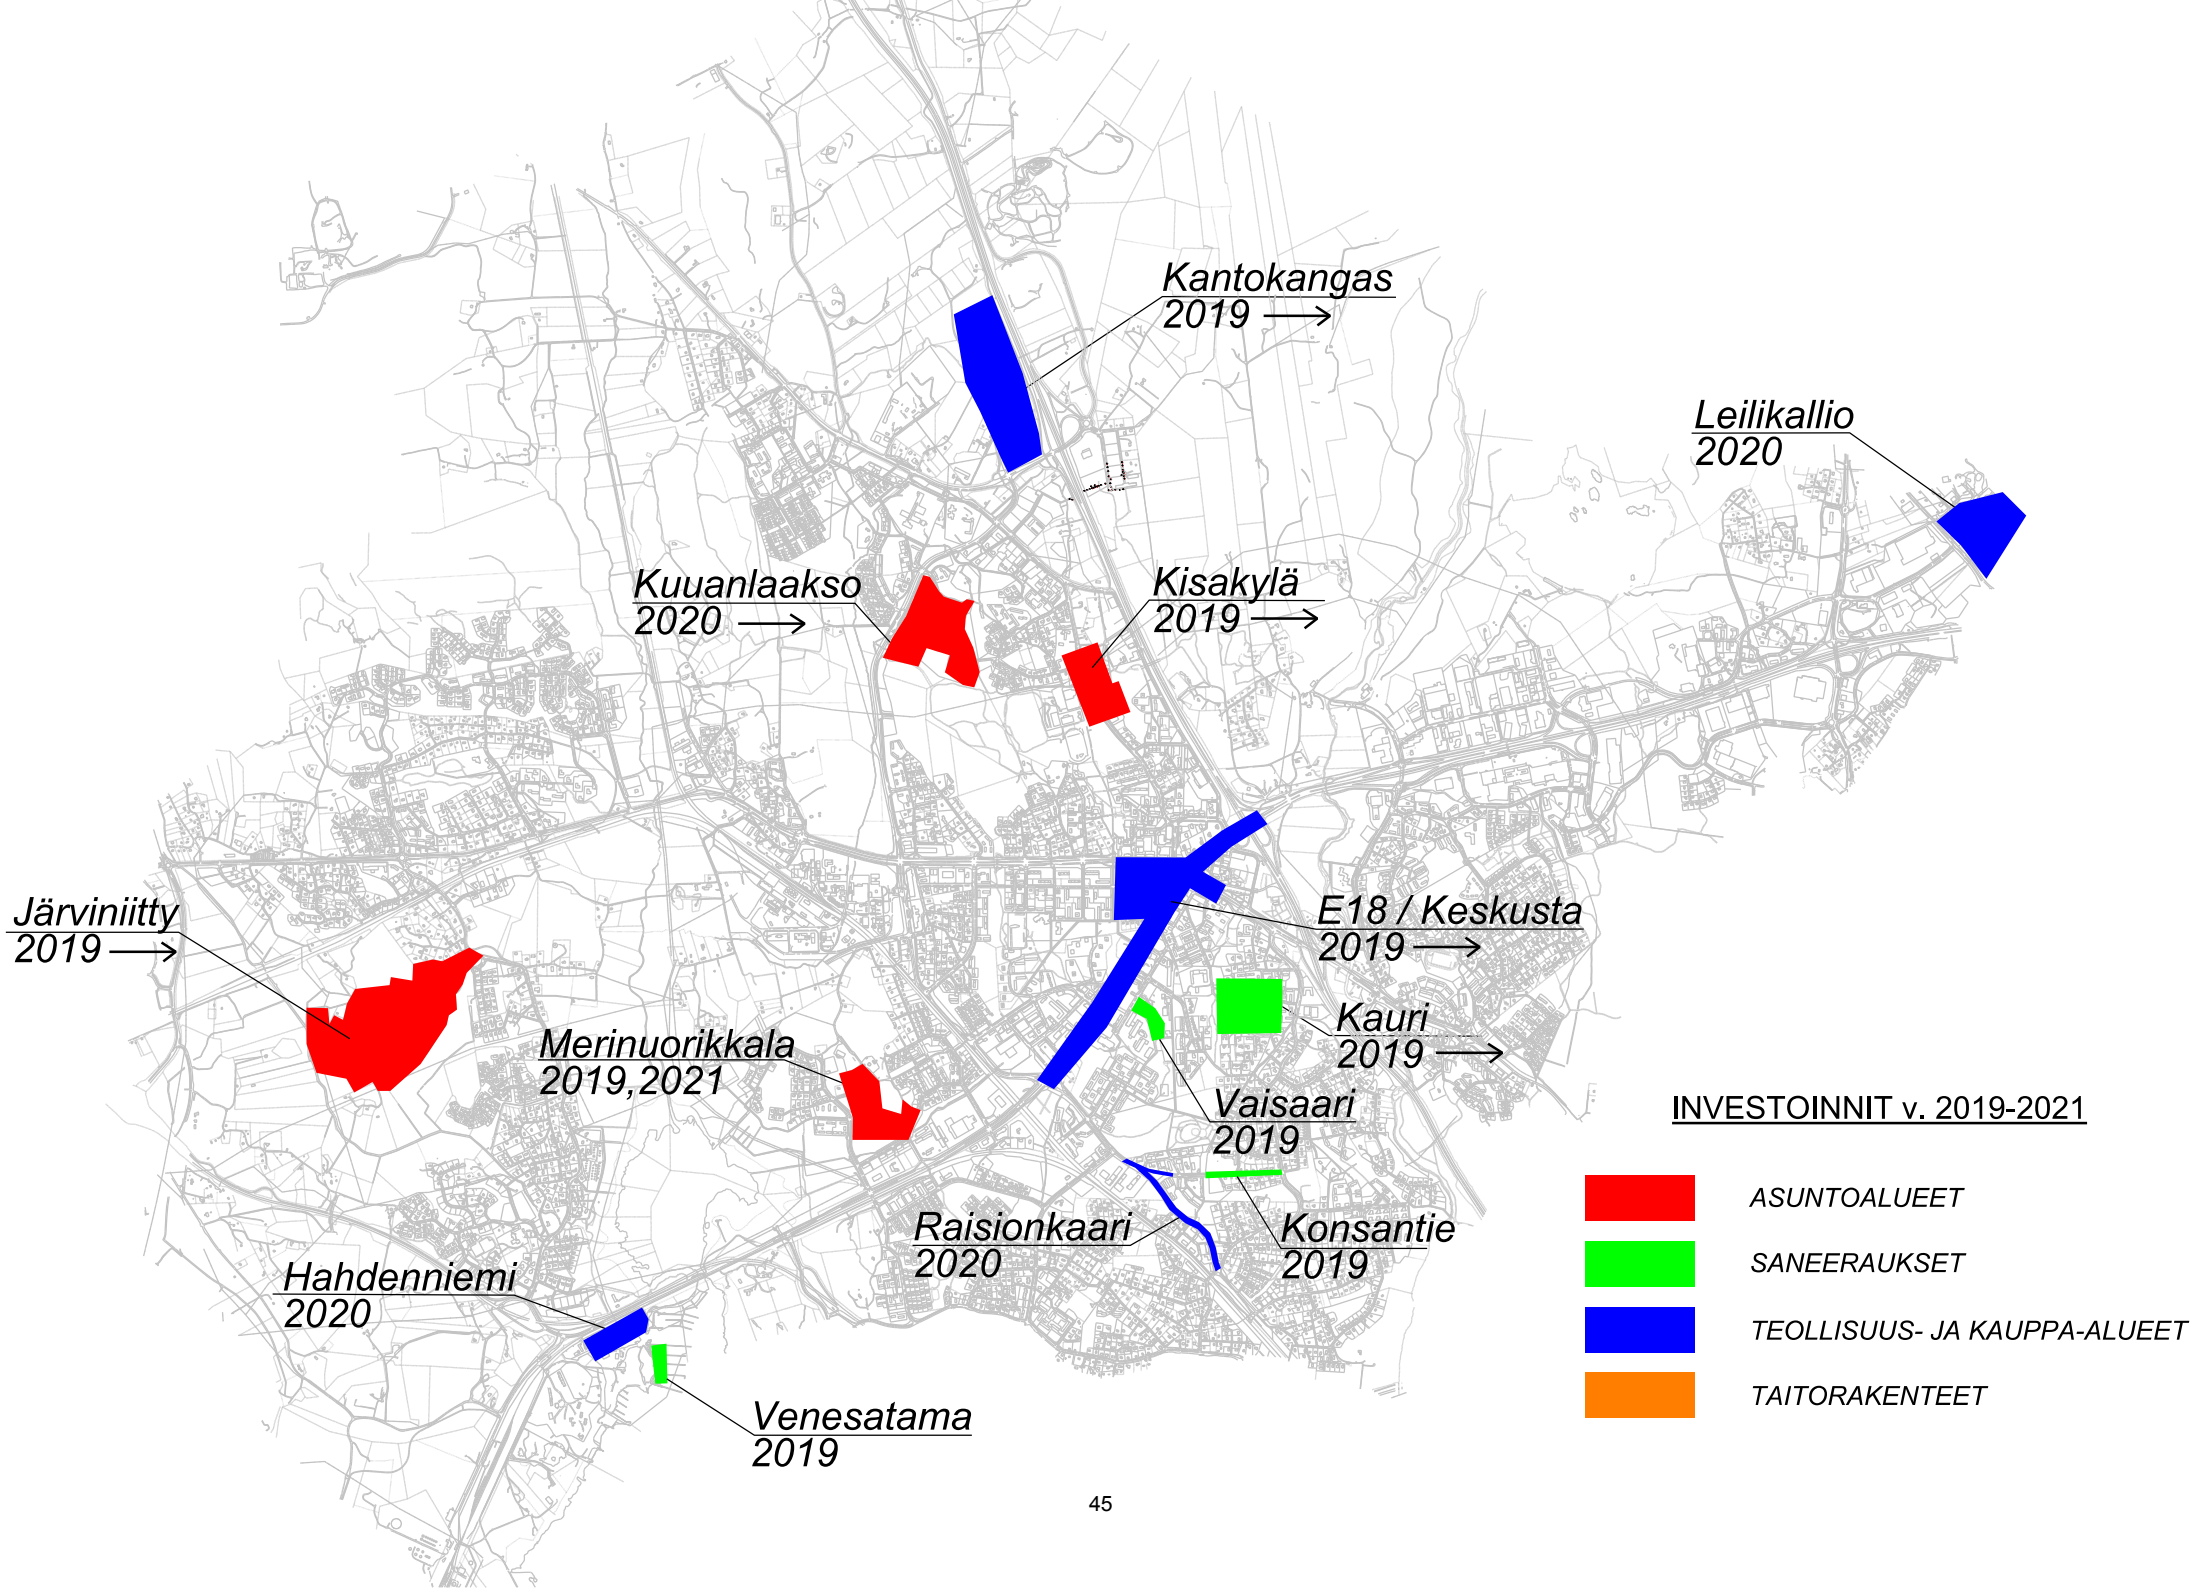 Kantokangas
2019 →
Leilikallio
2020
Kuuanlaakso
2020 →
Kisakylä
2019 →
Järviniitty
2019 →
E18 / Keskusta
2019 →
Kauri
2019 →
Merinuorikkala
2019,2021
Vaisaari
2019
Raisionkaari
2020
Konsantie
2019
Hahdenniemi
2020
Venesatama
2019
INVESTOINNIT v. 2019-2021
ASUNTOALUEET
SANEERAUKSET
TEOLLISUUS- JA KAUPPA-ALUEET
TAITORAKENTEET
45